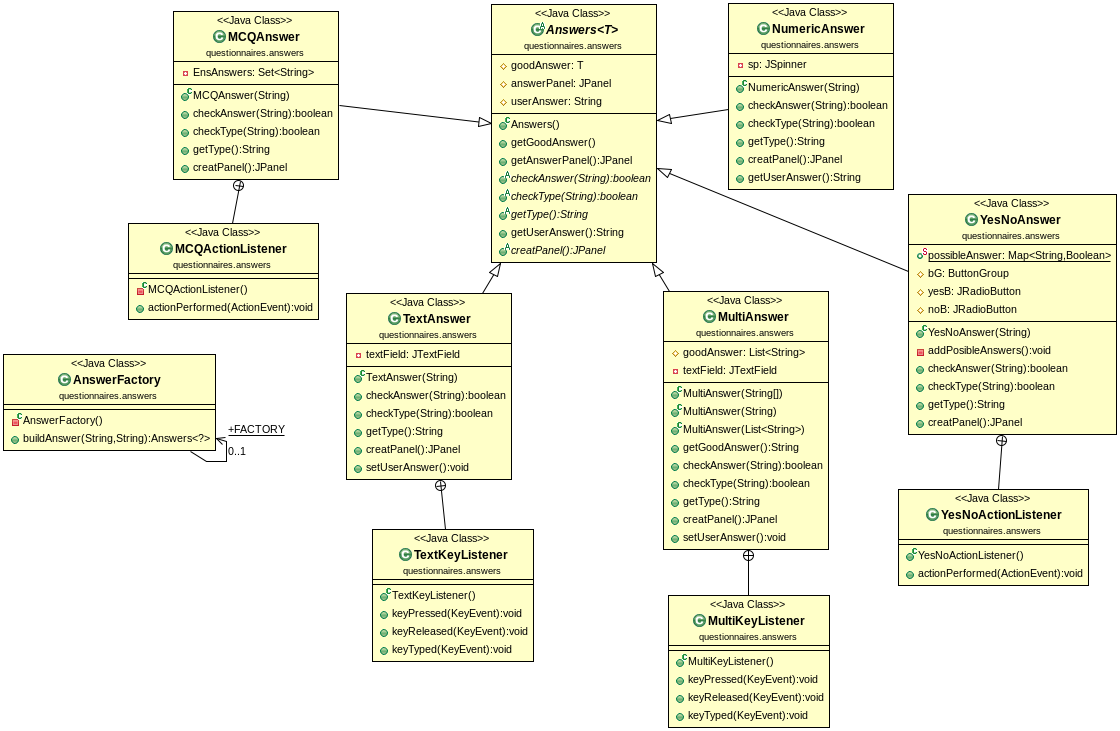 <<Java Class>>
MCQAnswer
questionnaires.answers
EnsAnswers: Set<String>
MCQAnswer(String)
checkAnswer(String):boolean
checkType(String):boolean
getType():String
creatPanel():JPanel
<<Java Class>>
Answers<T>
questionnaires.answers
goodAnswer: T
answerPanel: JPanel
userAnswer: String
Answers()
getGoodAnswer()
getAnswerPanel():JPanel
checkAnswer(String):boolean
checkType(String):boolean
getType():String
getUserAnswer():String
creatPanel():JPanel
<<Java Class>>
NumericAnswer
questionnaires.answers
sp: JSpinner
NumericAnswer(String)
checkAnswer(String):boolean
checkType(String):boolean
getType():String
creatPanel():JPanel
getUserAnswer():String
<<Java Class>>
YesNoAnswer
questionnaires.answers
possibleAnswer: Map<String,Boolean>
bG: ButtonGroup
yesB: JRadioButton
noB: JRadioButton
YesNoAnswer(String)
addPosibleAnswers():void
checkAnswer(String):boolean
checkType(String):boolean
getType():String
creatPanel():JPanel
<<Java Class>>
MCQActionListener
questionnaires.answers
MCQActionListener()
actionPerformed(ActionEvent):void
<<Java Class>>
TextAnswer
questionnaires.answers
textField: JTextField
TextAnswer(String)
checkAnswer(String):boolean
checkType(String):boolean
getType():String
creatPanel():JPanel
setUserAnswer():void
<<Java Class>>
MultiAnswer
questionnaires.answers
goodAnswer: List<String>
textField: JTextField
MultiAnswer(String[])
MultiAnswer(String)
MultiAnswer(List<String>)
getGoodAnswer():String
checkAnswer(String):boolean
checkType(String):boolean
getType():String
creatPanel():JPanel
setUserAnswer():void
<<Java Class>>
AnswerFactory
questionnaires.answers
AnswerFactory()
buildAnswer(String,String):Answers<?>
+FACTORY
0..1
<<Java Class>>
YesNoActionListener
questionnaires.answers
YesNoActionListener()
actionPerformed(ActionEvent):void
<<Java Class>>
TextKeyListener
questionnaires.answers
TextKeyListener()
keyPressed(KeyEvent):void
keyReleased(KeyEvent):void
keyTyped(KeyEvent):void
<<Java Class>>
MultiKeyListener
questionnaires.answers
MultiKeyListener()
keyPressed(KeyEvent):void
keyReleased(KeyEvent):void
keyTyped(KeyEvent):void